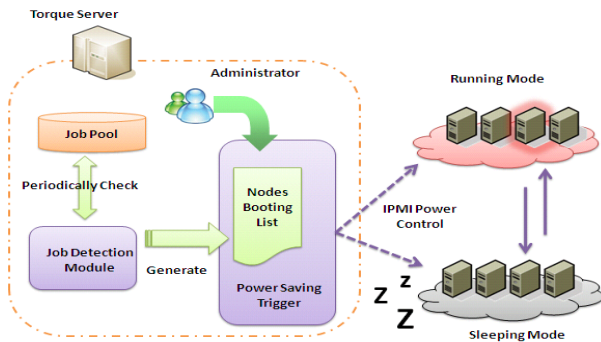 Torque Server
Administrator
Running Mode
Job Pool
Periodically Check
Nodes
Booting
List
IPMI Power
Control
Job Detection
Module
Generate
Power Saving
Trigger
z
Z
Z
Sleeping Mode